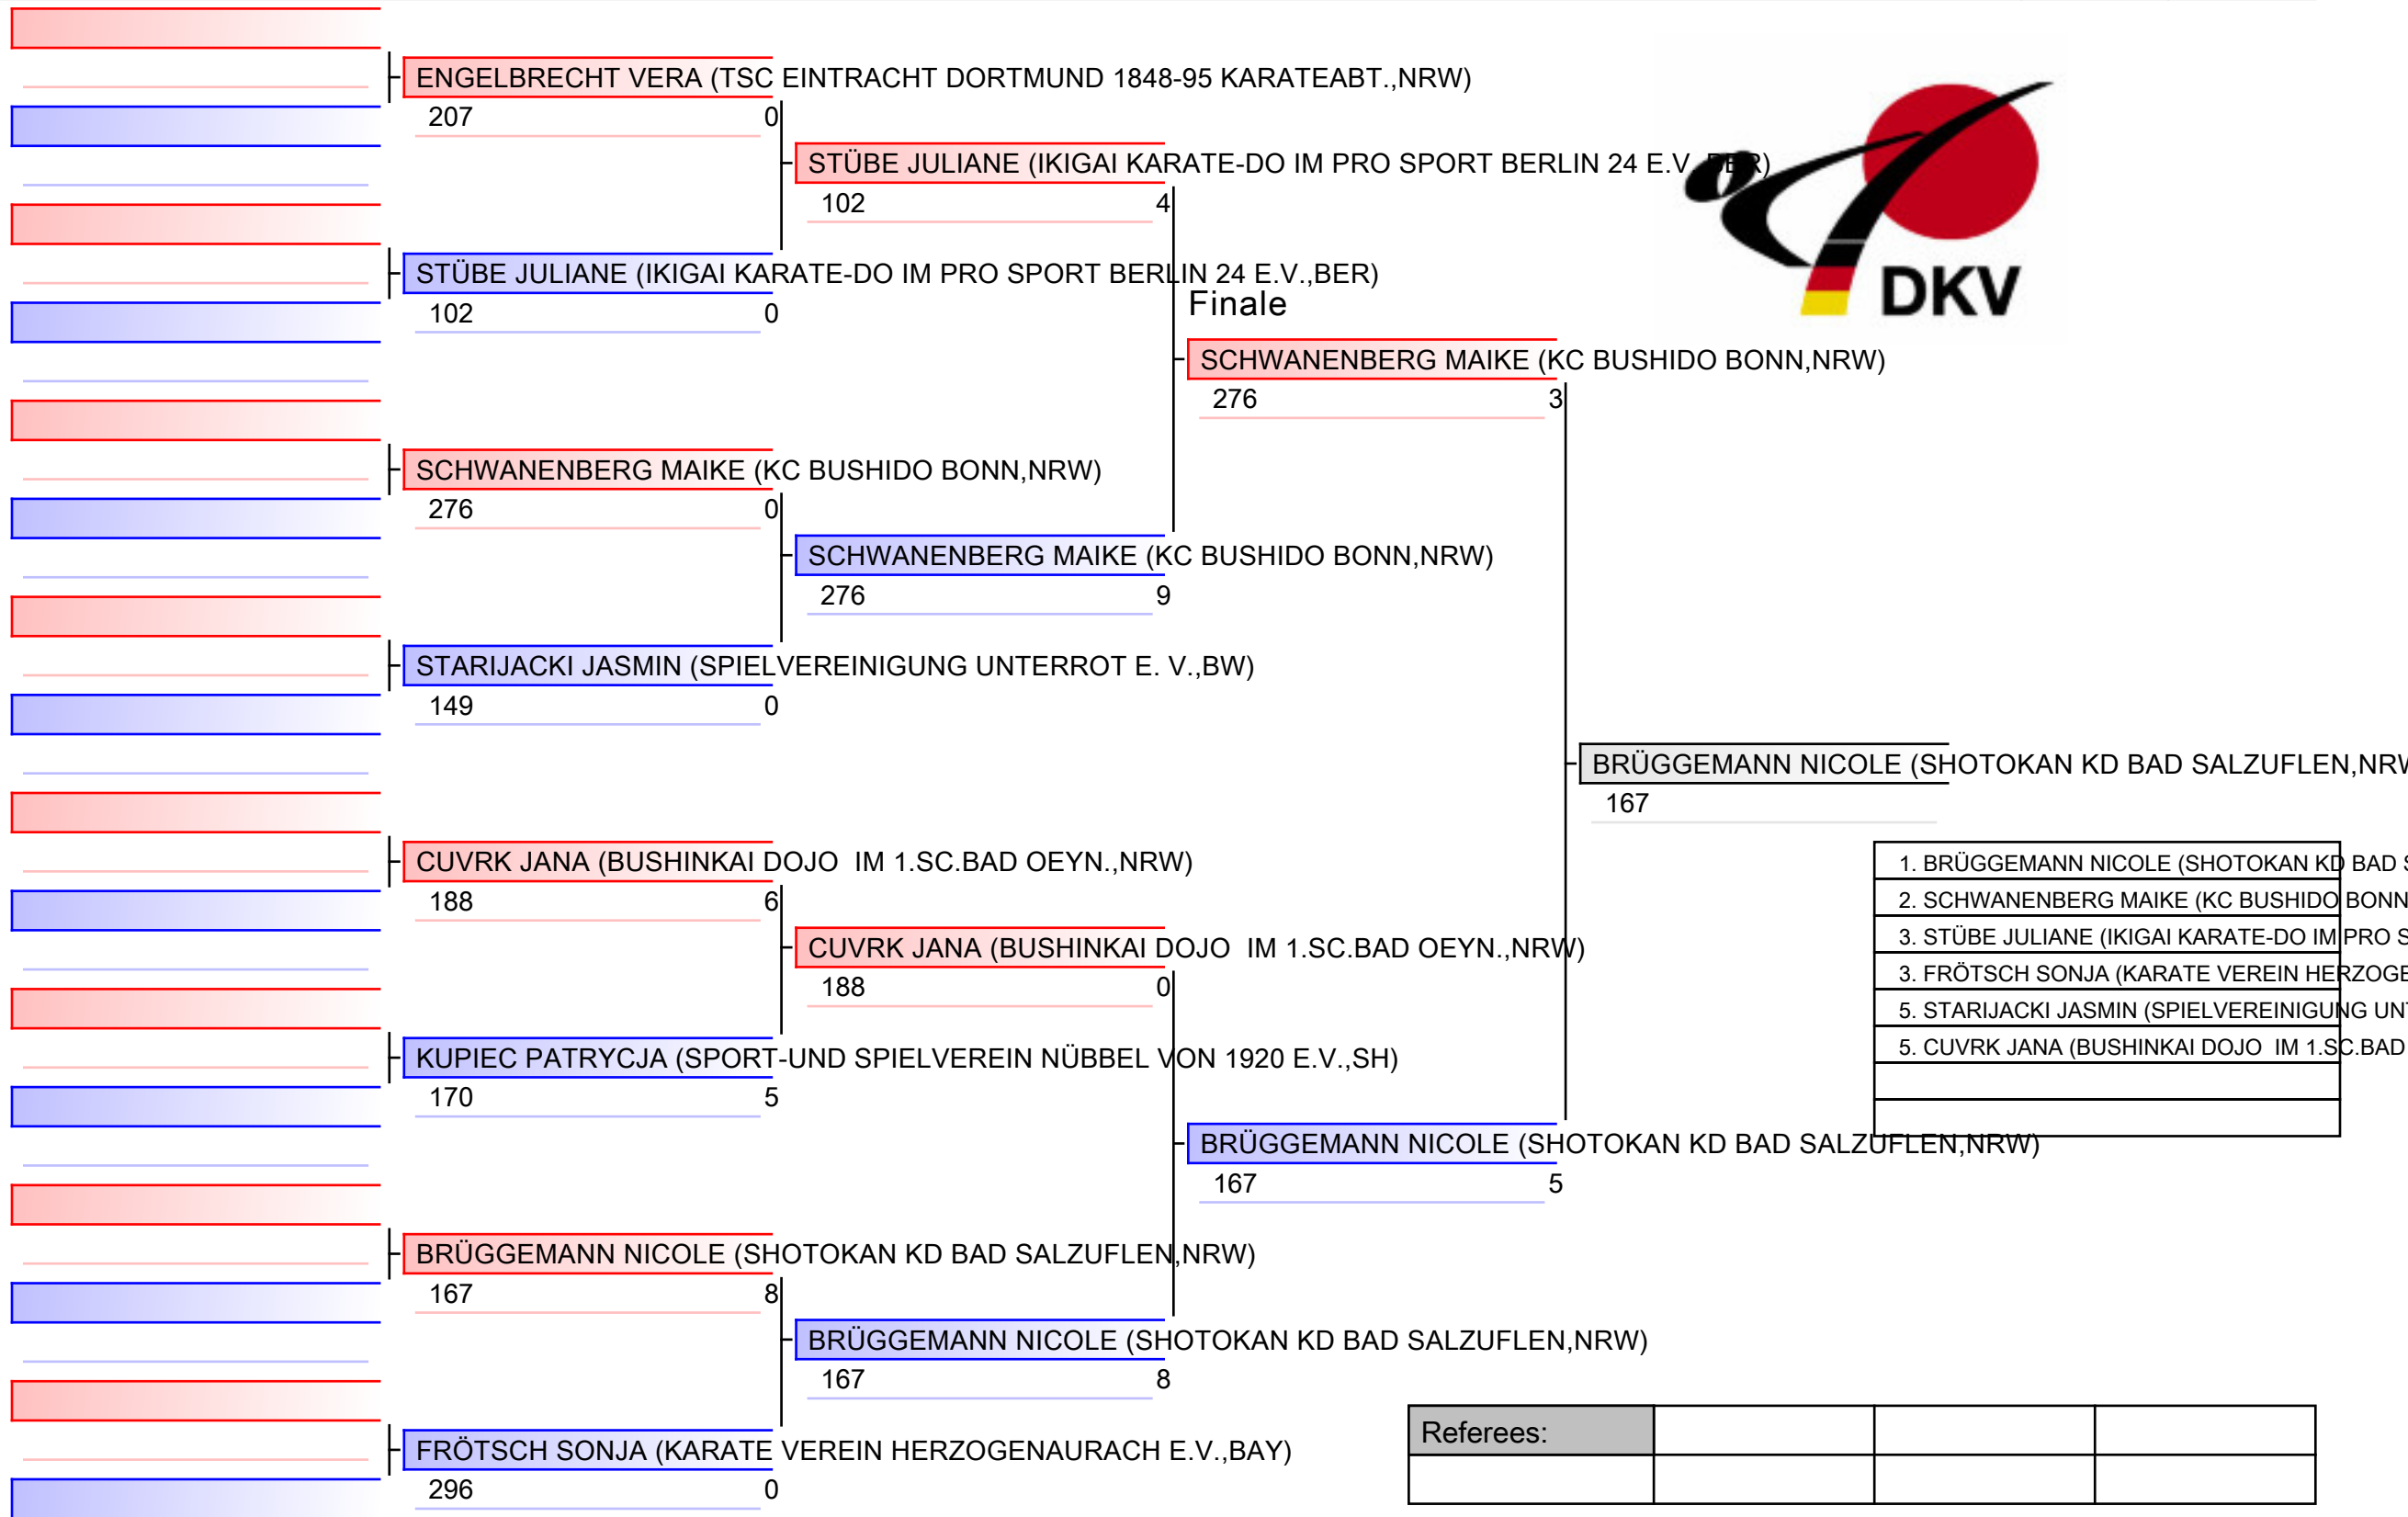 ENGELBRECHT VERA (TSC EINTRACHT DORTMUND 1848-95 KARATEABT.,NRW)
207 0
STÜBE JULIANE (IKIGAI KARATE-DO IM PRO SPORT BERLIN 24 E.V.,BER)
102 4
STÜBE JULIANE (IKIGAI KARATE-DO IM PRO SPORT BERLIN 24 E.V.,BER)
102 0
DKV
Finale
SCHWANENBERG MAIKE (KC BUSHIDO BONN,NRW)
276 3
SCHWANENBERG MAIKE (KC BUSHIDO BONN,NRW)
276 0
SCHWANENBERG MAIKE (KC BUSHIDO BONN,NRW)
276 9
STARIJACKI JASMIN (SPIELVEREINIGUNG UNTERROT E. V.,BW)
149 0
BRÜGGEMANN NICOLE (SHOTOKAN KD BAD SALZUFLEN,NRW
167
CUVRK JANA (BUSHINKAI DOJO IM 1.SC.BAD OEYN.,NRW)
188 6
CUVRK JANA (BUSHINKAI DOJO IM 1.SC.BAD OEYN.,NRW)
188 0
KUPIEC PATRYCJA (SPORT-UND SPIELVEREIN NÜBBEL VON 1920 E.V.,SH)
170 5
1. BRÜGGEMANN NICOLE (SHOTOKAN KD BAD S
2. SCHWANENBERG MAIKE (KC BUSHIDO BONN
3. STÜBE JULIANE (IKIGAI KARATE-DO IM PRO S
3. FRÖTSCH SONJA (KARATE VEREIN HERZOGE
5. STARIJACKI JASMIN (SPIELVEREINIGUNG UNT
5. CUVRK JANA (BUSHINKAI DOJO IM 1.SC.BAD
BRÜGGEMANN NICOLE (SHOTOKAN KD BAD SALZUFLEN,NRW)
167 5
BRÜGGEMANN NICOLE (SHOTOKAN KD BAD SALZUFLEN,NRW)
167 8
BRÜGGEMANN NICOLE (SHOTOKAN KD BAD SALZUFLEN,NRW)
167 8
FRÖTSCH SONJA (KARATE VEREIN HERZOGENAURACH E.V.,BAY)
296 0
Referees: